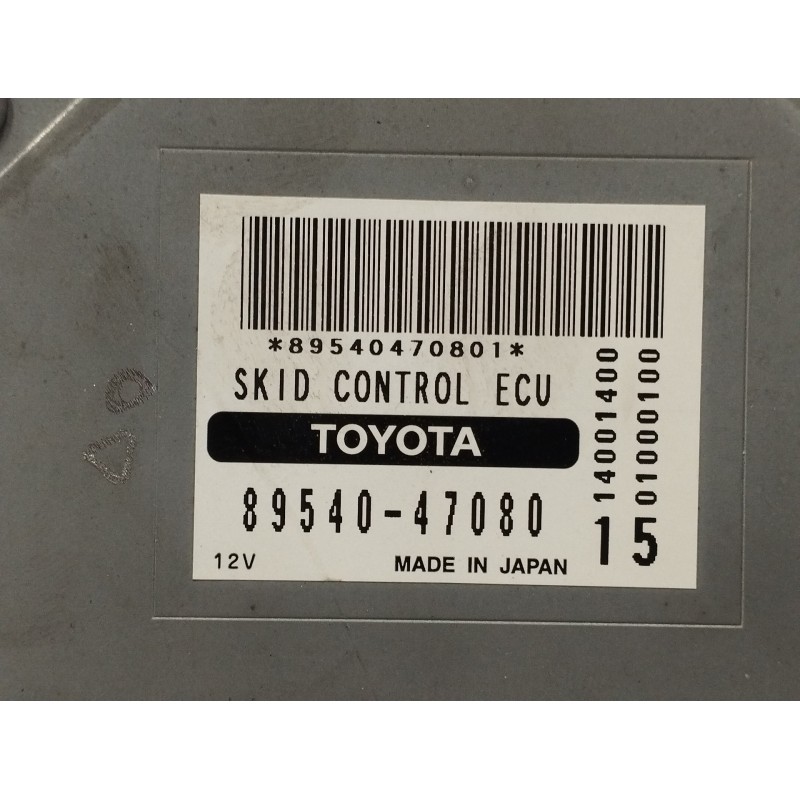 *89540470801*
SKID CONTROL ECU
TOYOTA
89540-47080
12V MADE IN JAPAN
14001400
01000100
15